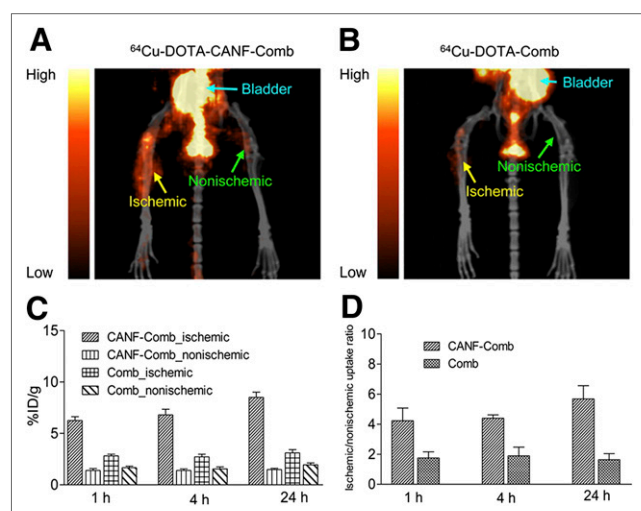 A
⁶⁴Cu-DOTA-CANF-Comb
High
Bladder
Nonischemic
Ischemic
Low
B
⁶⁴Cu-DOTA-Comb
High
Bladder
Nonischemic
Ischemic
Low
C
%ID/g
15
10
5
0
CANF-Comb_ischemic
CANF-Comb_nonischemic
Comb_ischemic
Comb_nonischemic
1 h
4 h
24 h
D
Ischemic/nonischemic uptake ratio
10
8
6
4
2
0
CANF-Comb
Comb
1 h
4 h
24 h